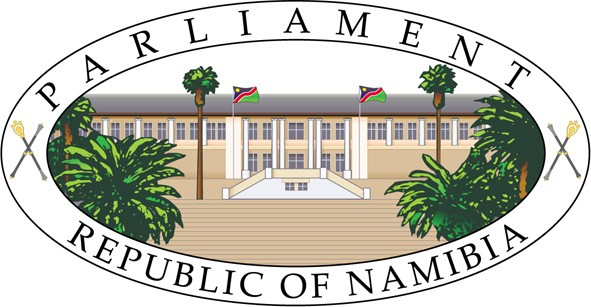 PARLIAMENT
REPUBLIC OF NAMIBIA